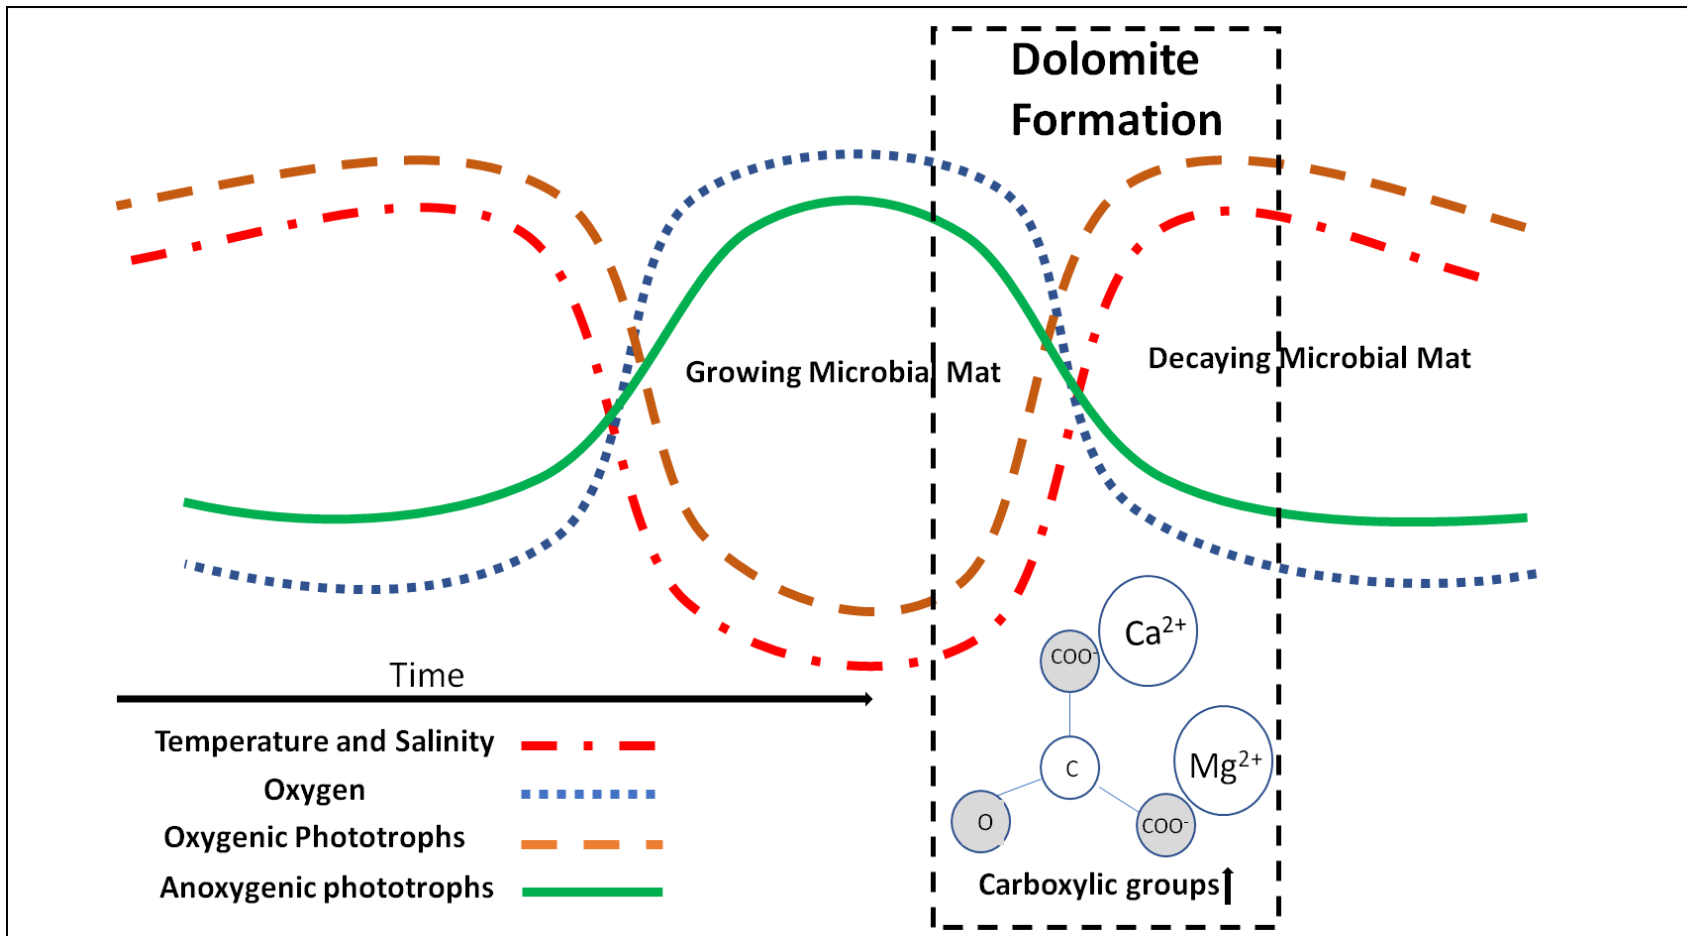 Dolomite
Formation
Growing Microbial Mat
Decaying Microbial Mat
Time
Temperature and Salinity
Oxygen
Oxygenic Phototrophs
Anoxygenic phototrophs
Ca²⁺
COO⁻
Mg²⁺
C
O
COO⁻
Carboxylic groups